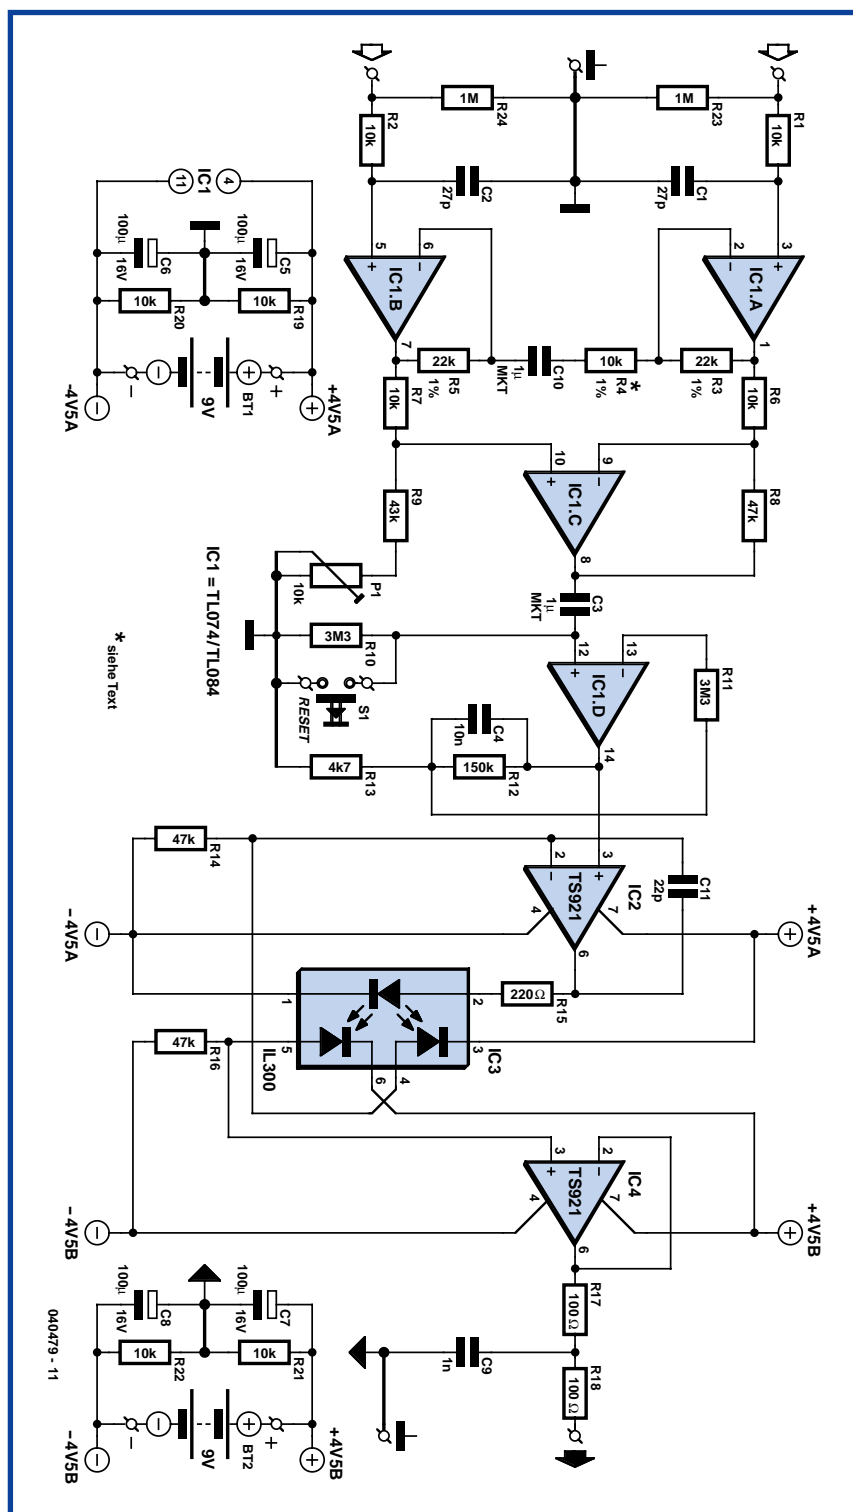 R1
10k
R23
1M
C1
27p
R24
1M
C2
27p
R2
10k
3
2
+
−
IC1.A
1
6
5
−
+
IC1.B
7
R3
22k
1%
R4
*
10k
1%
C10
1µ
MKT
R5
22k
1%
R6
10k
R7
10k
9
10
−
+
IC1.C
8
R8
47k
R9
43k
P1
10k
C3
1µ
MKT
R10
3M3
S1
RESET
13
12
−
+
IC1.D
14
R11
3M3
C4
10n
R12
150k
R13
4k7
IC1 = TL074/TL084
* siehe Text
IC1
4
11
C5
100µ
16V
C6
100µ
16V
R19
10k
R20
10k
BT1
+
−
9V
+4V5A
-4V5A
C11
22p
IC2
TS921
3
2
+
−
7
4
6
R14
47k
+4V5A
−4V5A
R15
220Ω
IC3
IL300
1
2
3
4
5
6
R16
47k
IC4
TS921
2
3
−
+
7
4
6
+4V5B
−4V5B
R17
100Ω
R18
100Ω
C9
1n
C7
100µ
16V
C8
100µ
16V
R21
10k
R22
10k
BT2
+
−
9V
+4V5B
−4V5B
040479 - 11